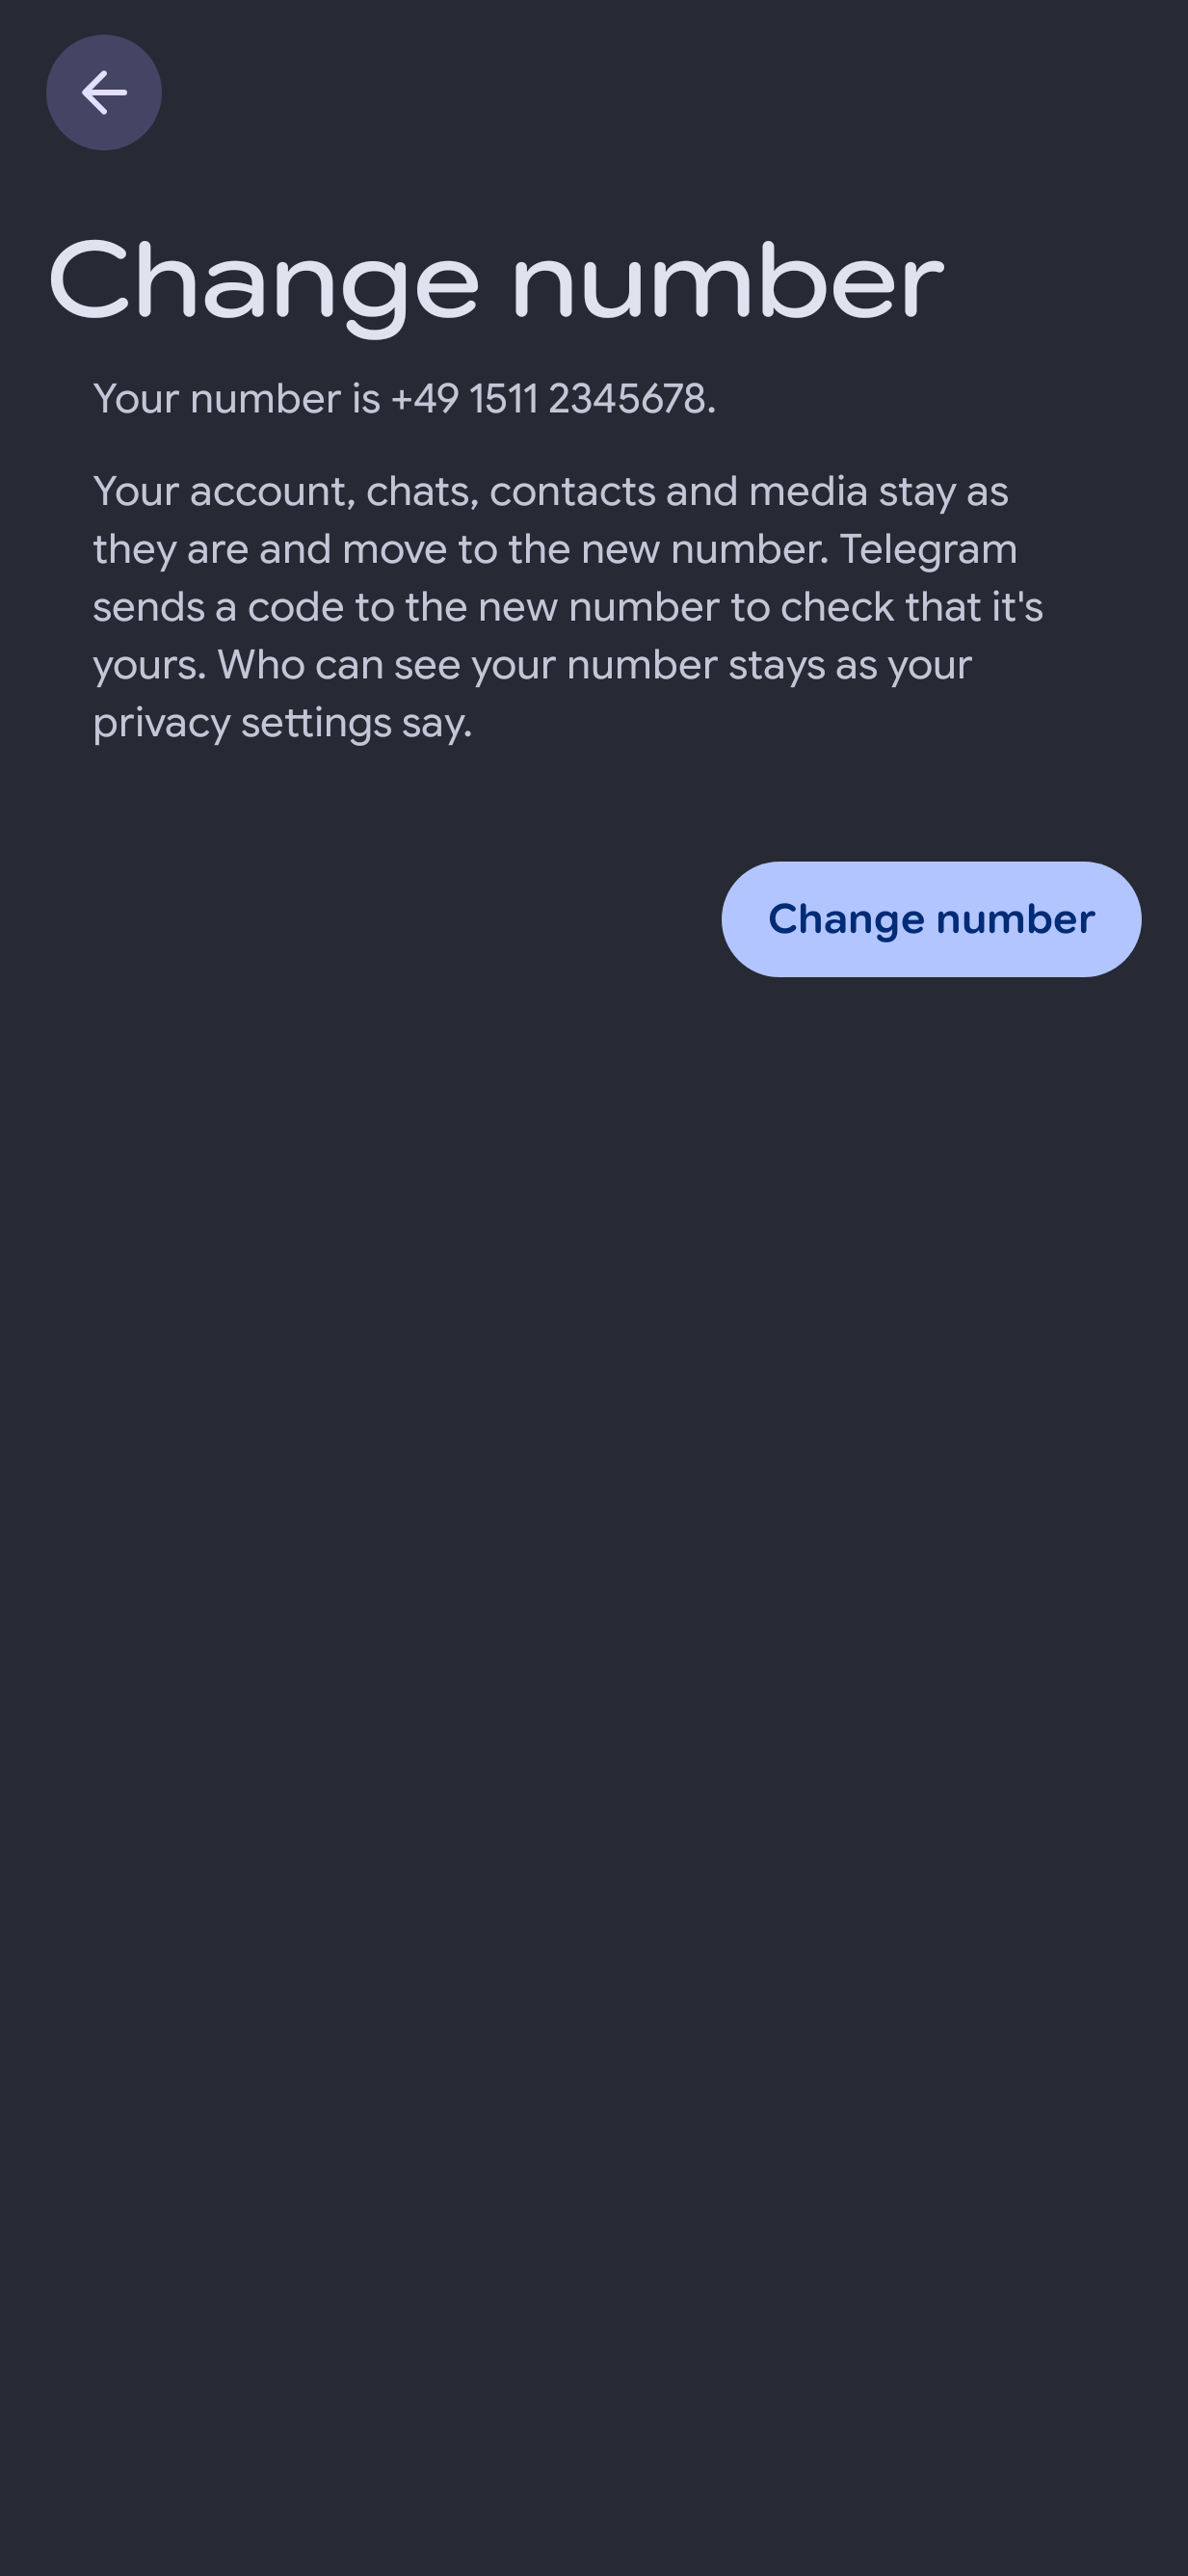 Change number
Your number is +49 1511 2345678.
Your account, chats, contacts and media stay as
they are and move to the new number. Telegram
sends a code to the new number to check that it's
yours. Who can see your number stays as your
privacy settings say.
Change number